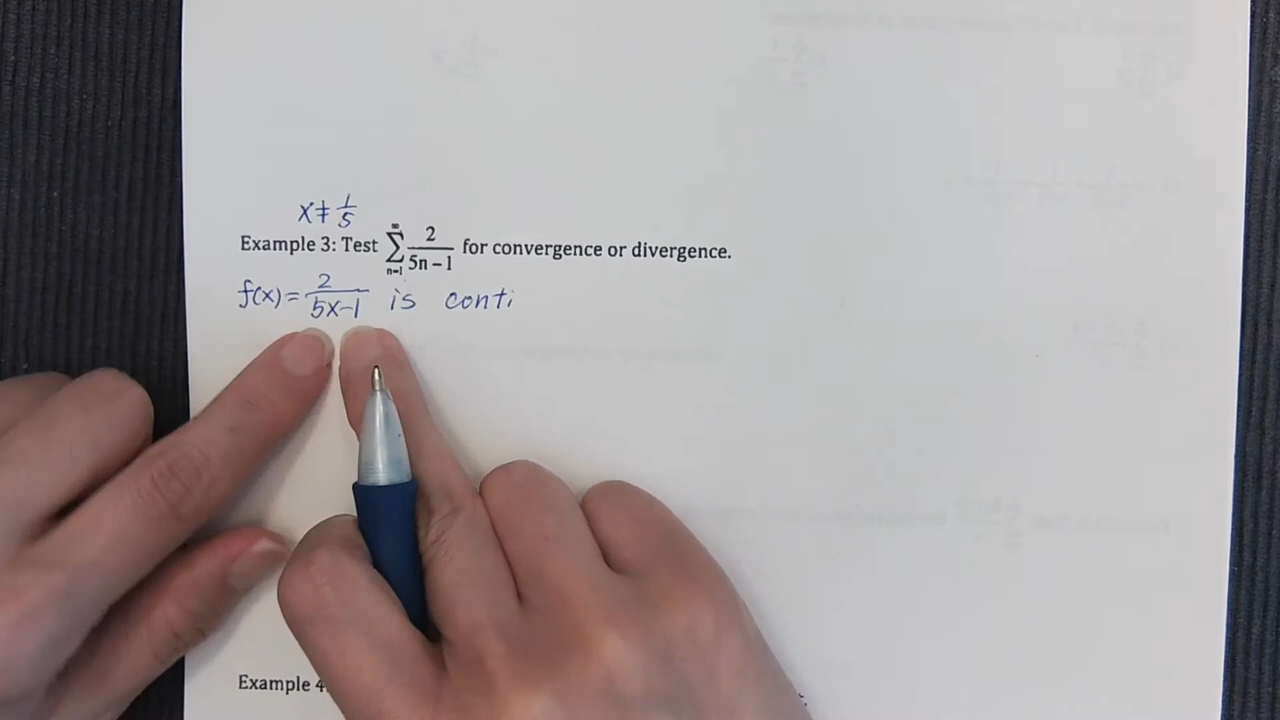 x ≠ 1/5
Example 3: Test ∑_{n=1}^{∞} 2/(5n − 1) for convergence or divergence.
f(x) = 2/(5x−1) is conti
Example 4